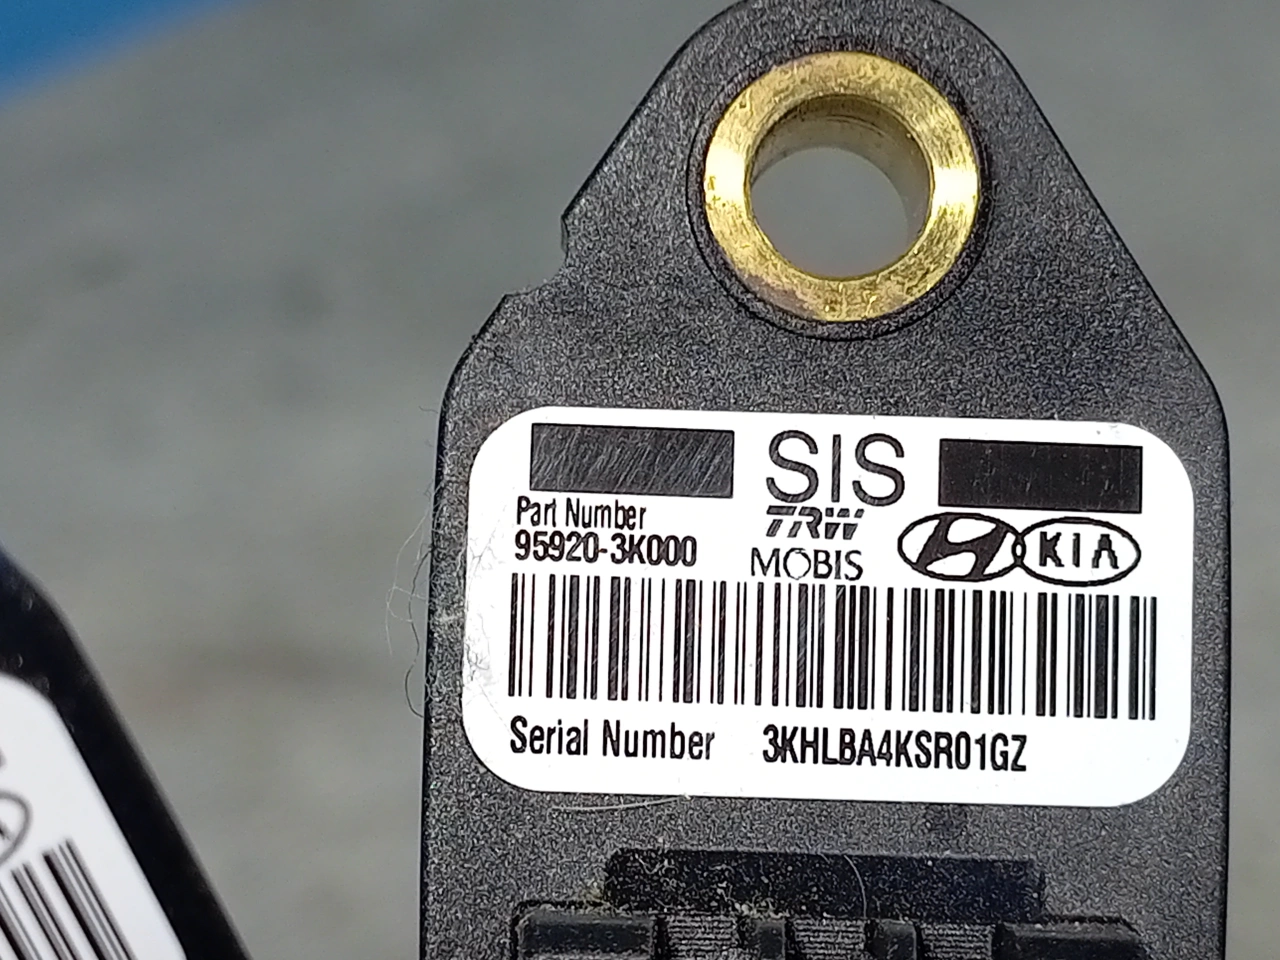 SIS
Part Number
95920-3K000
TRW
MOBIS
KIA
Serial Number 3KHLBA4KSR01GZ